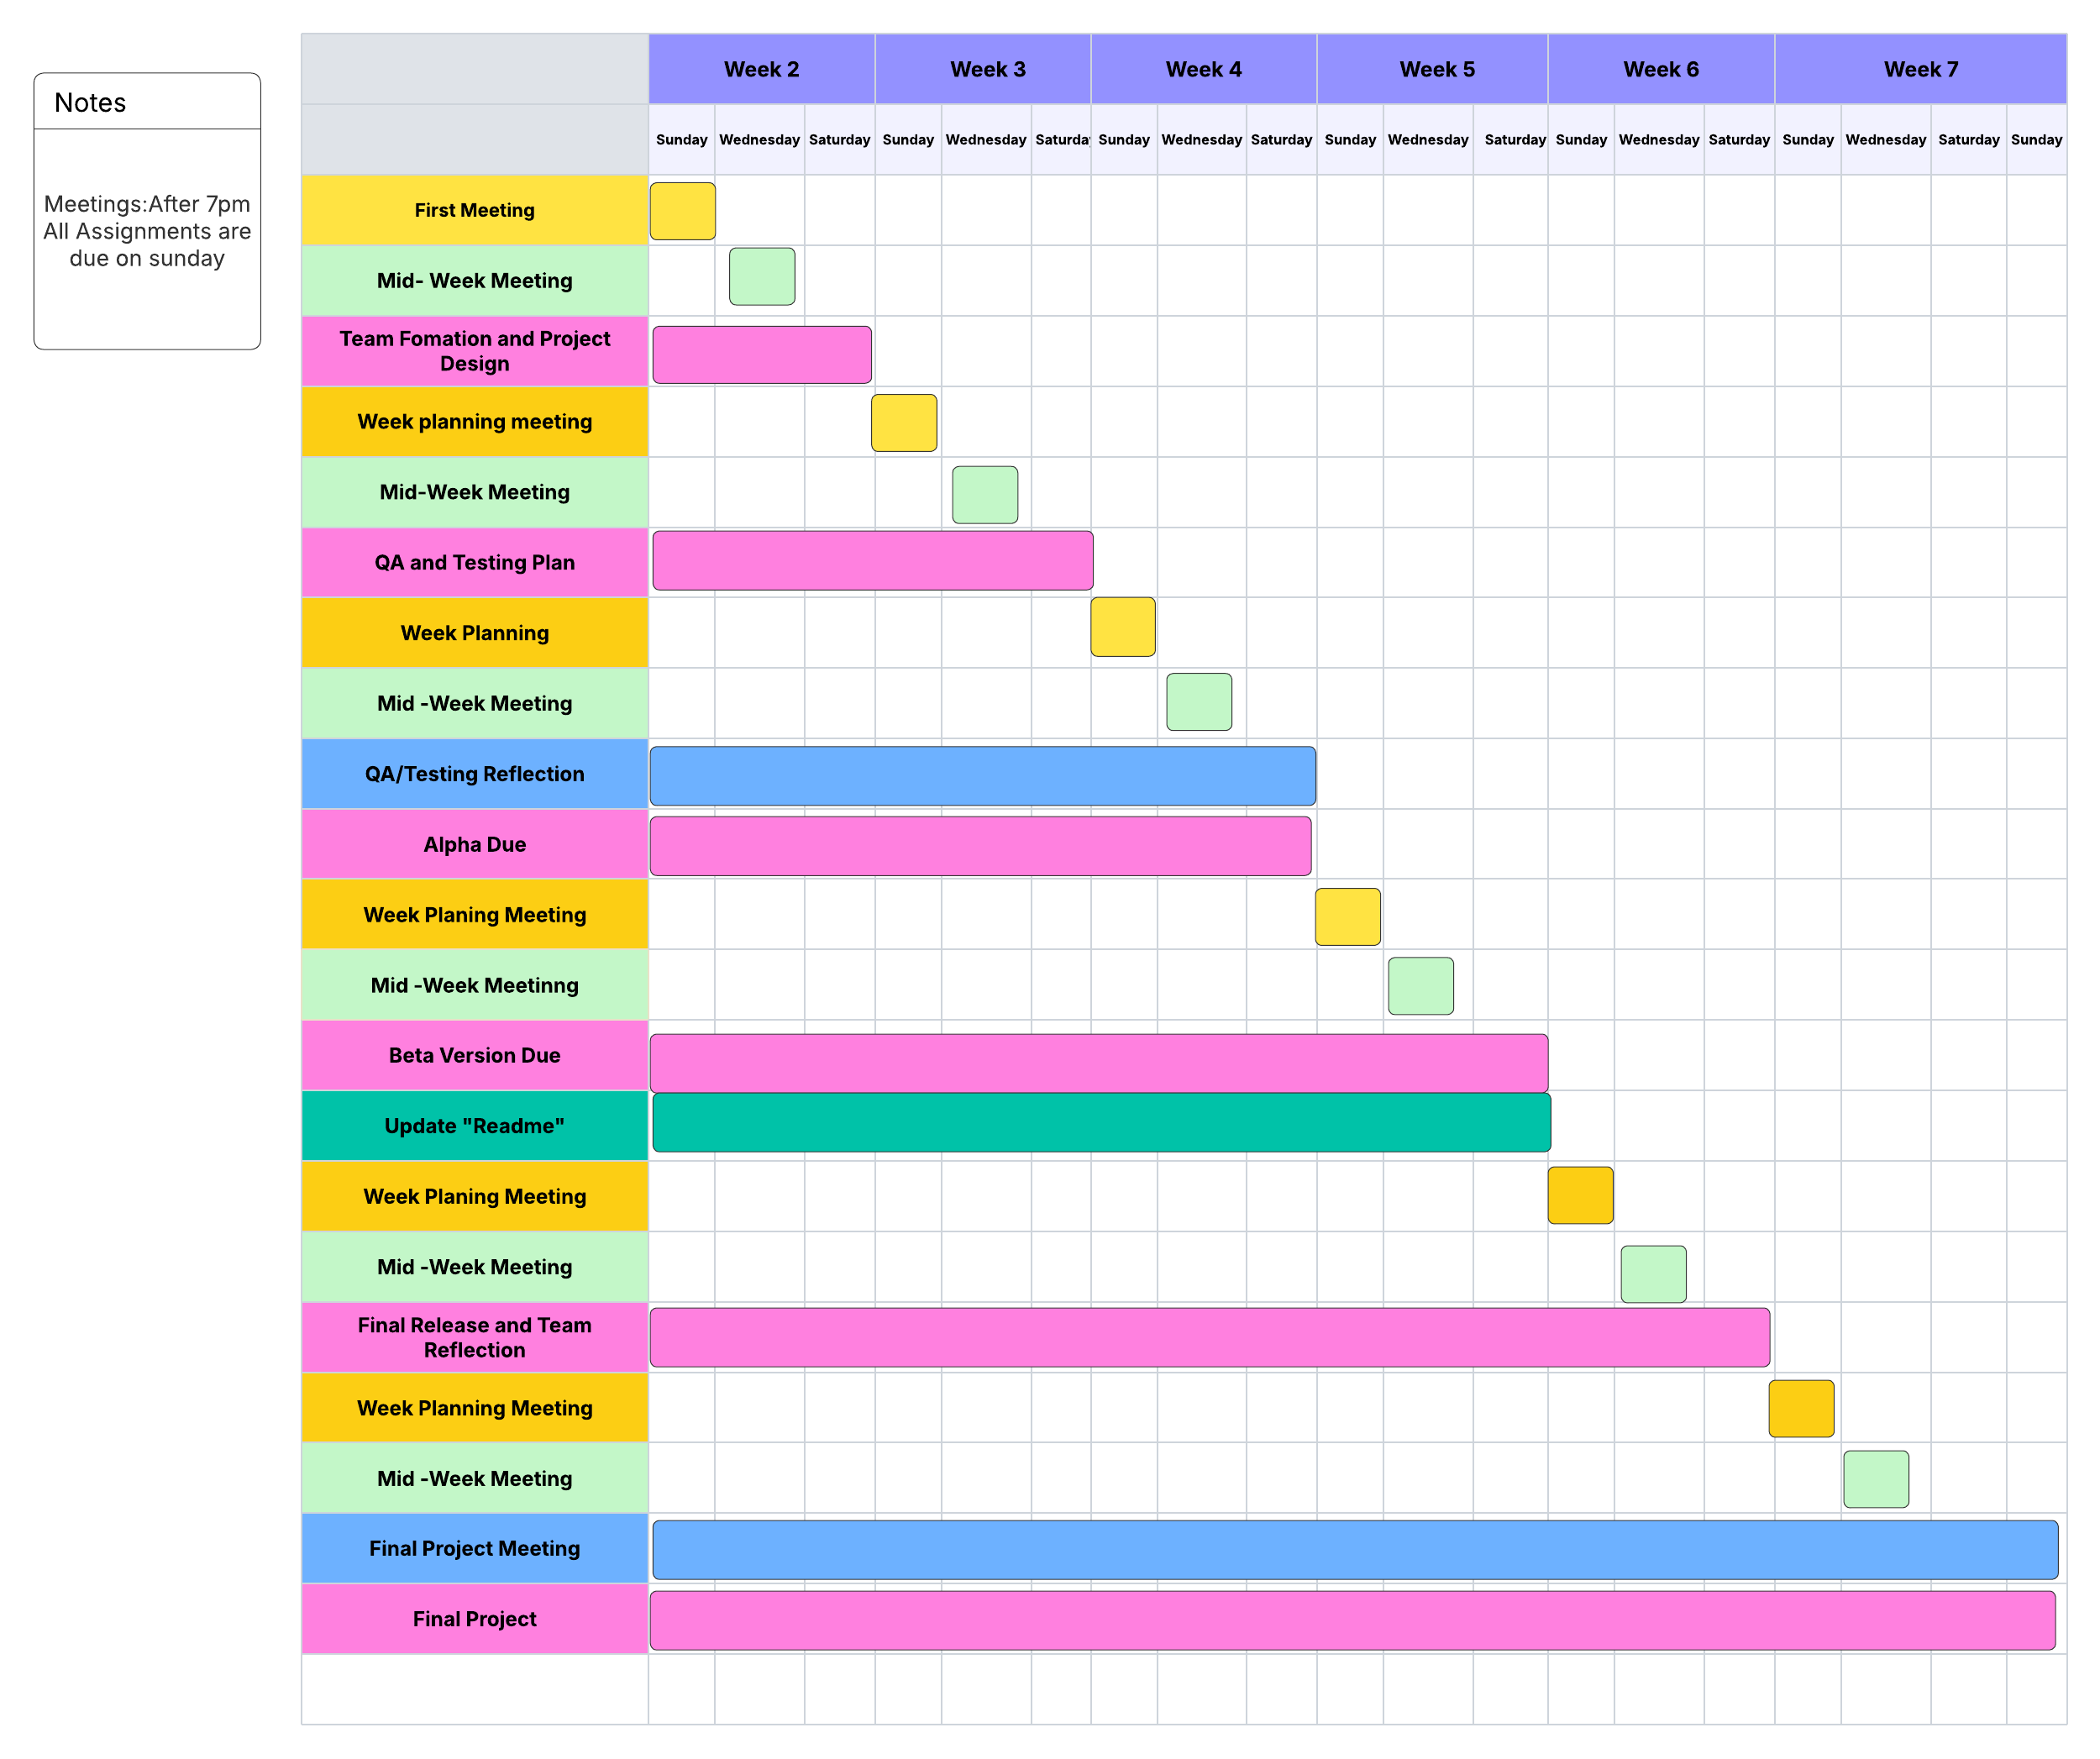 Notes
Meetings:After 7pm
All Assignments are
due on sunday
Week 2 Week 3 Week 4 Week 5 Week 6 Week 7
Sunday Wednesday Saturday Sunday Wednesday Saturday Sunday Wednesday Saturday Sunday Wednesday Saturday Sunday Wednesday Saturday Sunday Wednesday Saturday Sunday
First Meeting
Mid- Week Meeting
Team Fomation and Project
Design
Week planning meeting
Mid-Week Meeting
QA and Testing Plan
Week Planning
Mid -Week Meeting
QA/Testing Reflection
Alpha Due
Week Planing Meeting
Mid -Week Meetinng
Beta Version Due
Update "Readme"
Week Planing Meeting
Mid -Week Meeting
Final Release and Team
Reflection
Week Planning Meeting
Mid -Week Meeting
Final Project Meeting
Final Project